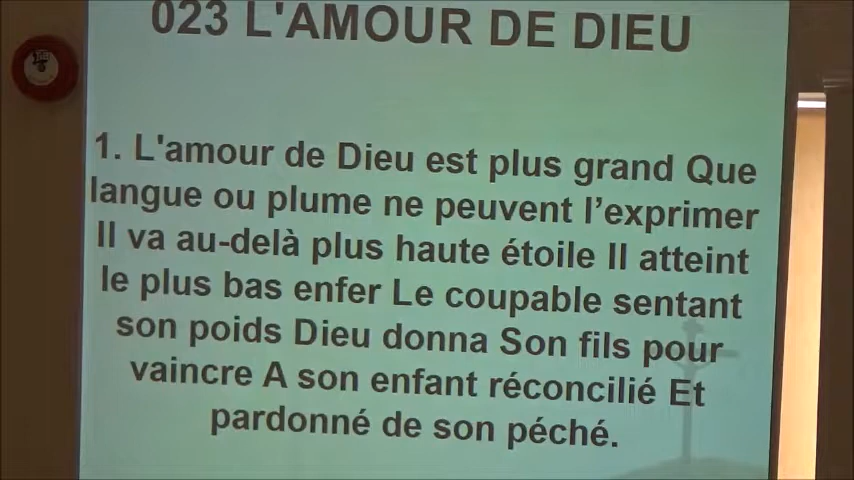 023 L'AMOUR DE DIEU
1. L'amour de Dieu est plus grand Que
langue ou plume ne peuvent l’exprimer
Il va au-delà plus haute étoile Il atteint
le plus bas enfer Le coupable sentant
son poids Dieu donna Son fils pour
vaincre A son enfant réconcilié Et
pardonné de son péché.